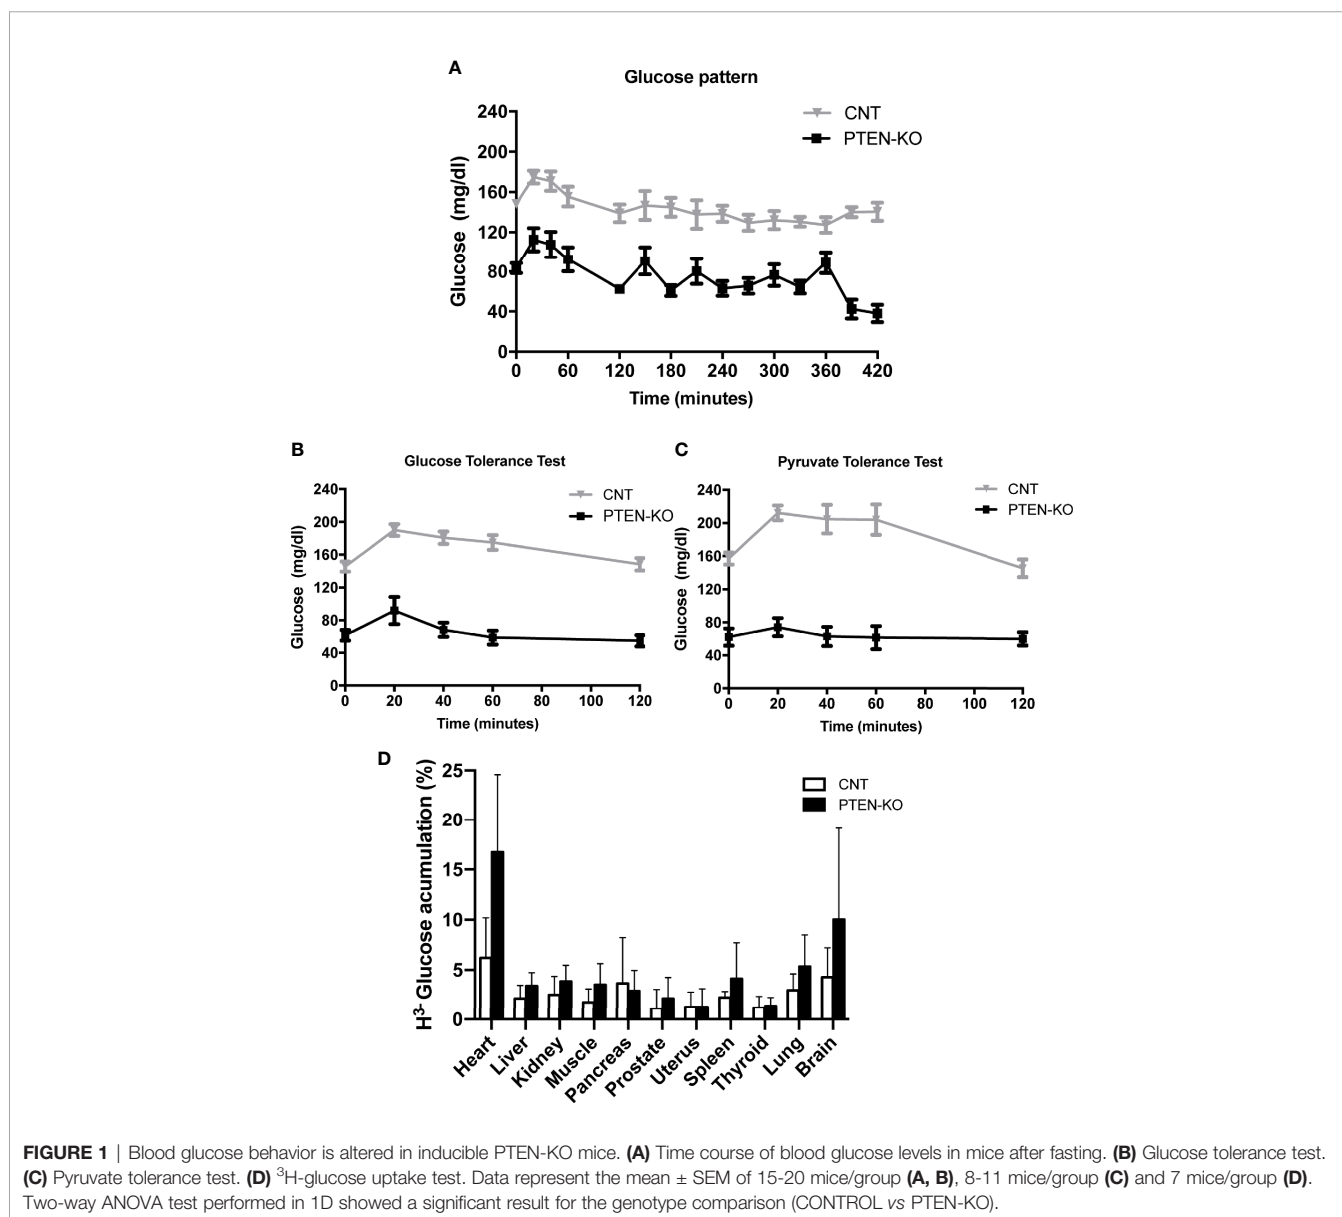 A
Glucose pattern
CNT
PTEN-KO
Glucose (mg/dl)
240
200
160
120
80
40
0
0 60 120 180 240 300 360 420
Time (minutes)
B
Glucose Tolerance Test
CNT
PTEN-KO
Glucose (mg/dl)
240
200
160
120
80
40
0
0 20 40 60 80 100 120
Time (minutes)
C
Pyruvate Tolerance Test
CNT
PTEN-KO
Glucose (mg/dl)
240
200
160
120
80
40
0
0 20 40 60 80 100 120
Time (minutes)
D
CNT
PTEN-KO
H³⁻ Glucose acumulation (%)
25
20
15
10
5
0
Heart Liver Kidney Muscle Pancreas Prostate Uterus Spleen Thyroid Lung Brain
FIGURE 1 | Blood glucose behavior is altered in inducible PTEN-KO mice. (A) Time course of blood glucose levels in mice after fasting. (B) Glucose tolerance test.
(C) Pyruvate tolerance test. (D) ³H-glucose uptake test. Data represent the mean ± SEM of 15-20 mice/group (A, B), 8-11 mice/group (C) and 7 mice/group (D).
Two-way ANOVA test performed in 1D showed a significant result for the genotype comparison (CONTROL vs PTEN-KO).